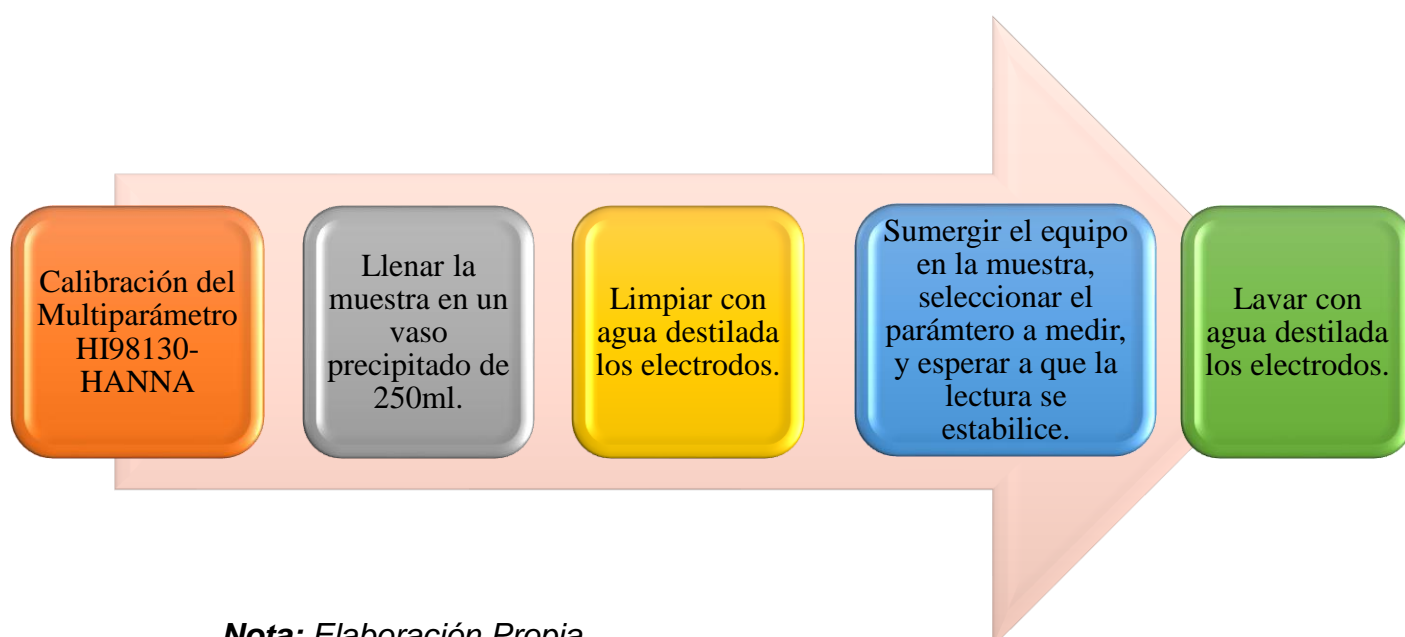 Calibración del
Multiparámetro
HI98130-
HANNA
Llenar la
muestra en un
vaso
precipitado de
250ml.
Limpiar con
agua destilada
los electrodos.
Sumergir el equipo
en la muestra,
seleccionar el
parámtero a medir,
y esperar a que la
lectura se
estabilice.
Lavar con
agua destilada
los electrodos.
Nota: Elaboración Propia